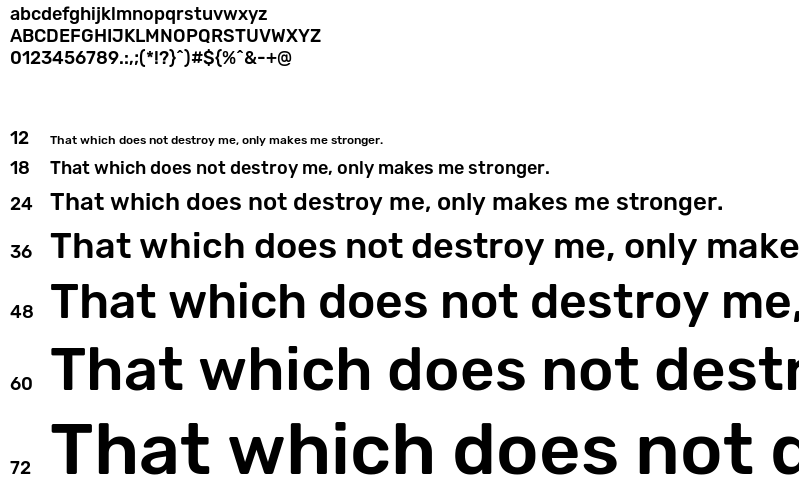 abcdefghijklmnopqrstuvwxyz
ABCDEFGHIJKLMNOPQRSTUVWXYZ
0123456789.:,;(*!?}^)#${%^&-+@
12 That which does not destroy me, only makes me stronger.
18 That which does not destroy me, only makes me stronger.
24 That which does not destroy me, only makes me stronger.
36 That which does not destroy me, only make
48 That which does not destroy me,
60 That which does not destr
72 That which does not d